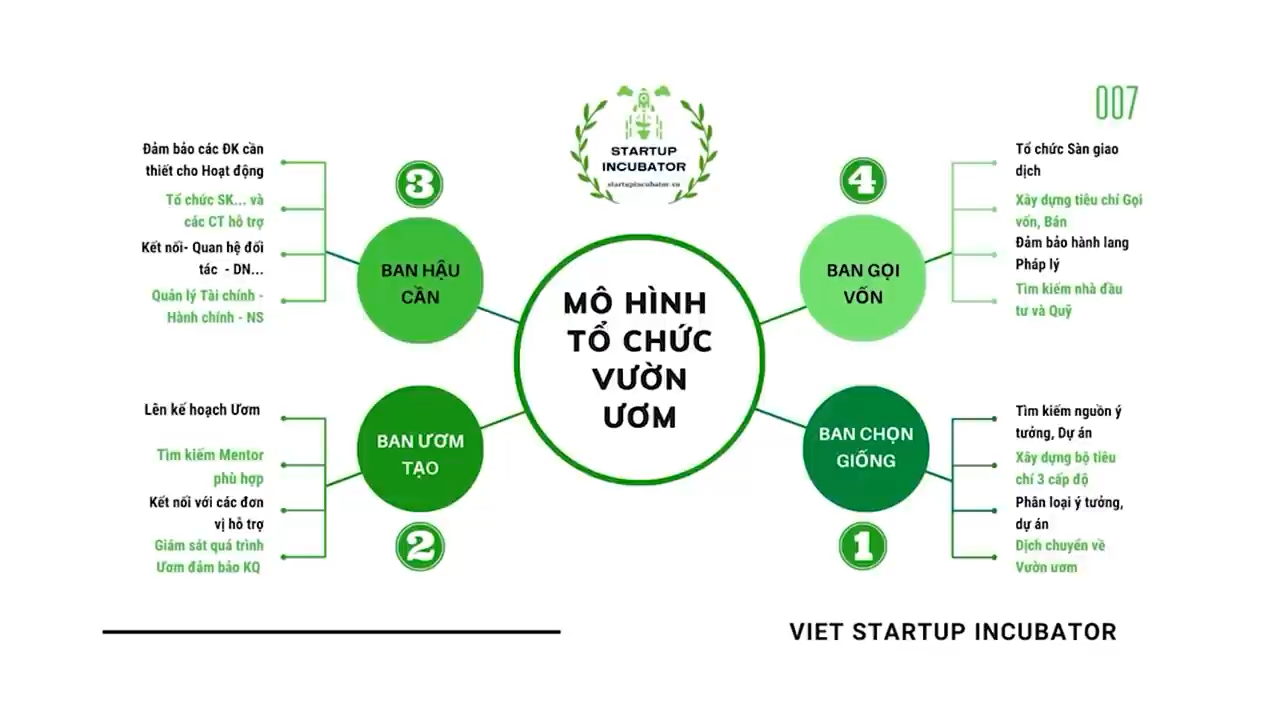 007
STARTUP
INCUBATOR
startupincubator.vn
Đảm bảo các ĐK cần
thiết cho Hoạt động
Tổ chức SK... và
các CT hỗ trợ
Kết nối- Quan hệ đối
tác - DN...
Quản lý Tài chính -
Hành chính - NS
3
BAN HẬU
CẦN
4
BAN GỌI
VỐN
Tổ chức Sàn giao
dịch
Xây dựng tiêu chí Gọi
vốn, Bán
Đảm bảo hành lang
Pháp lý
Tìm kiếm nhà đầu
tư và Quỹ
MÔ HÌNH
TỔ CHỨC
VƯỜN
ƯƠM
Lên kế hoạch Ươm
Tìm kiếm Mentor
phù hợp
Kết nối với các đơn
vị hỗ trợ
Giám sát quá trình
Ươm đảm bảo KQ
BAN ƯƠM
TẠO
2
BAN CHỌN
GIỐNG
1
Tìm kiếm nguồn ý
tưởng, Dự án
Xây dựng bộ tiêu
chí 3 cấp độ
Phân loại ý tưởng,
dự án
Dịch chuyển về
Vườn ươm
VIET STARTUP INCUBATOR